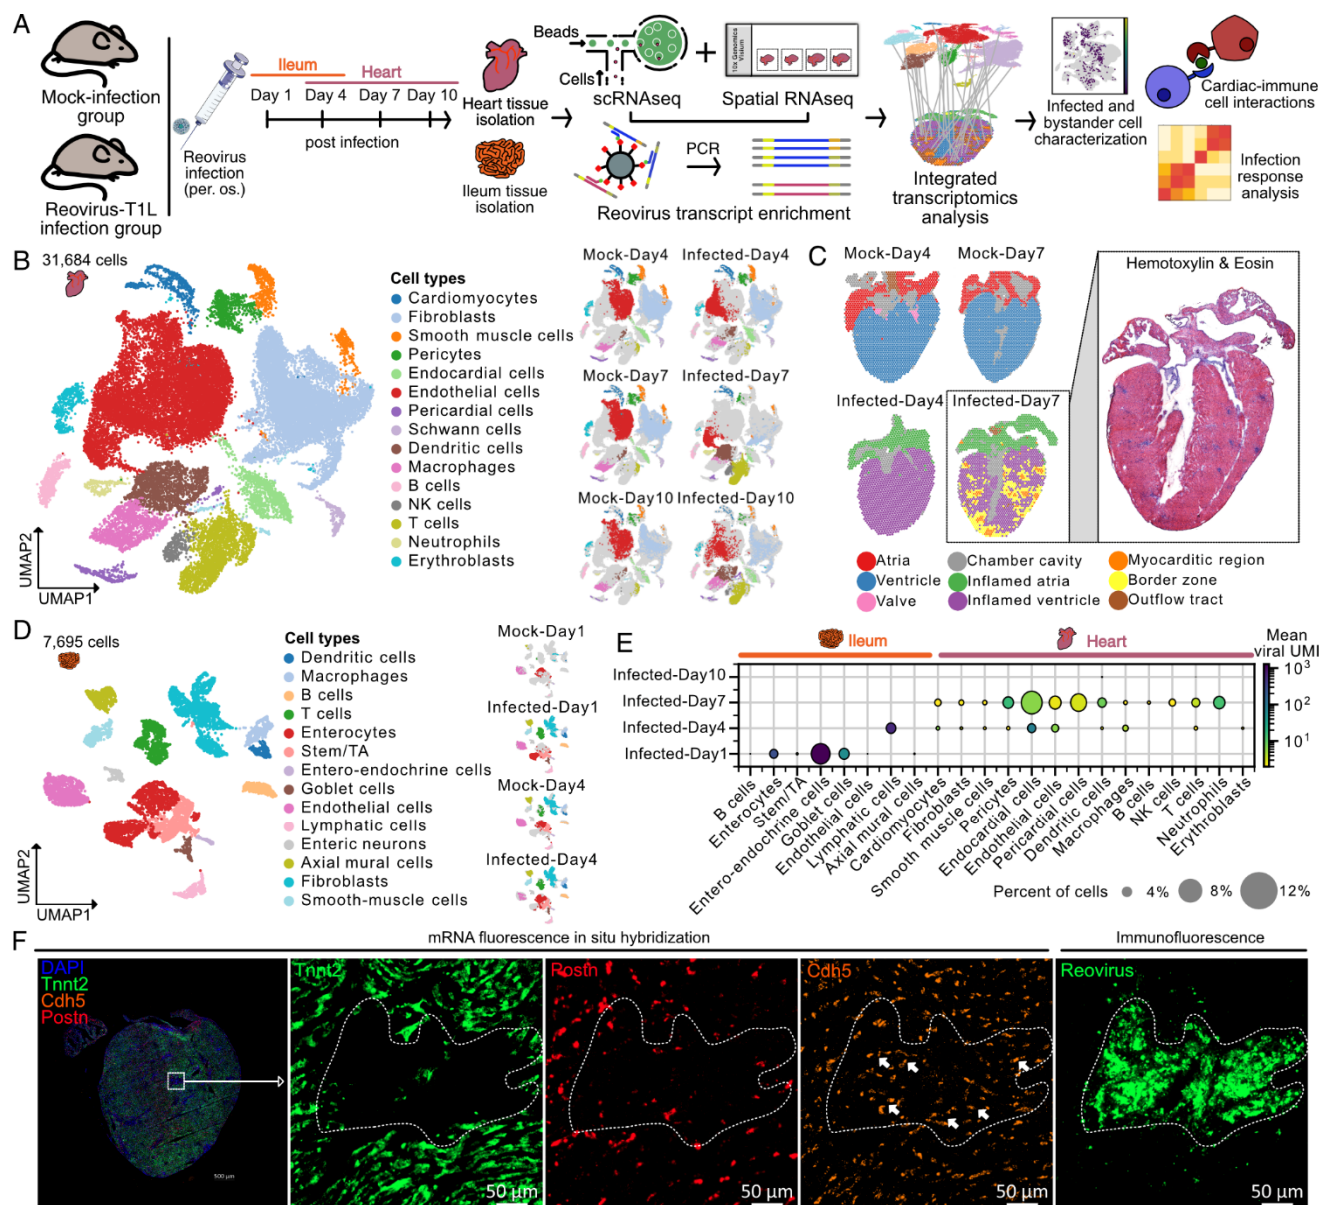 A
Mock-infection
group
Reovirus-T1L
infection group
Reovirus
infection
(per. os.)
Ileum
Heart
Day 1
Day 4
Day 7
Day 10
post infection
Heart tissue
isolation
Ileum tissue
isolation
Beads
Cells
scRNAseq
10x Genomics
Visium
Spatial RNAseq
PCR
Reovirus transcript enrichment
Integrated
transcriptomics
analysis
Infected and
bystander cell
characterization
Cardiac-immune
cell interactions
Infection
response
analysis
B
31,684 cells
UMAP2
UMAP1
Cell types
Cardiomyocytes
Fibroblasts
Smooth muscle cells
Pericytes
Endocardial cells
Endothelial cells
Pericardial cells
Schwann cells
Dendritic cells
Macrophages
B cells
NK cells
T cells
Neutrophils
Erythroblasts
Mock-Day4
Infected-Day4
Mock-Day7
Infected-Day7
Mock-Day10
Infected-Day10
C
Mock-Day4
Mock-Day7
Infected-Day4
Infected-Day7
Hemotoxylin & Eosin
Atria
Ventricle
Valve
Chamber cavity
Inflamed atria
Inflamed ventricle
Myocarditic region
Border zone
Outflow tract
D
7,695 cells
UMAP2
UMAP1
Cell types
Dendritic cells
Macrophages
B cells
T cells
Enterocytes
Stem/TA
Entero-endocrine cells
Goblet cells
Endothelial cells
Lymphatic cells
Enteric neurons
Axial mural cells
Fibroblasts
Smooth-muscle cells
Mock-Day1
Infected-Day1
Mock-Day4
Infected-Day4
E
Ileum
Heart
Mean
viral UMI
10³
10²
10¹
Infected-Day10
Infected-Day7
Infected-Day4
Infected-Day1
B cells
Enterocytes
Stem/TA
Entero-endocrine cells
Goblet cells
Endothelial cells
Lymphatic cells
Axial mural cells
Cardiomyocytes
Fibroblasts
Smooth muscle cells
Pericytes
Endocardial cells
Endothelial cells
Pericardial cells
Dendritic cells
Macrophages
B cells
NK cells
T cells
Neutrophils
Erythroblasts
Percent of cells
4%
8%
12%
F
mRNA fluorescence in situ hybridization
Immunofluorescence
DAPI
Tnnt2
Cdh5
Postn
500 µm
Tnnt2
50 µm
Postn
50 µm
Cdh5
50 µm
Reovirus
50 µm